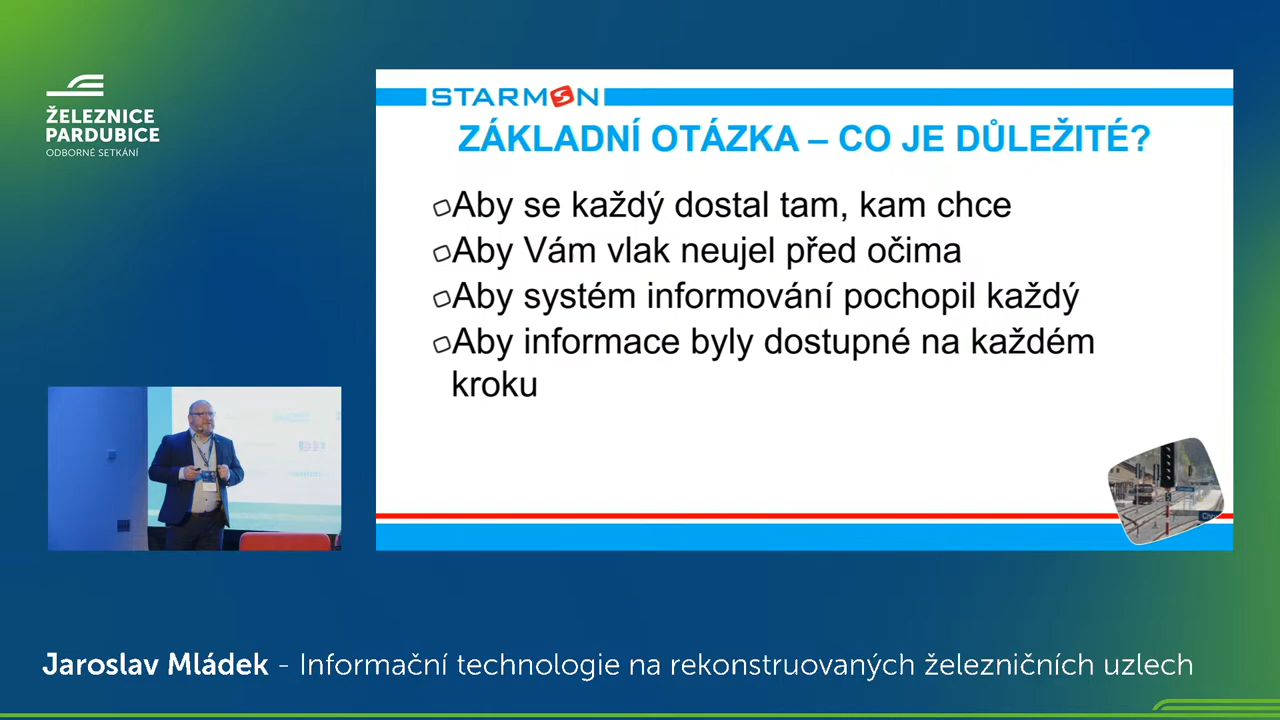 ŽELEZNICE
PARDUBICE
ODBORNÉ SETKÁNÍ
STARMON
ZÁKLADNÍ OTÁZKA – CO JE DŮLEŽITÉ?
Aby se každý dostal tam, kam chce
Aby Vám vlak neujel před očima
Aby systém informování pochopil každý
Aby informace byly dostupné na každém
kroku
Jaroslav Mládek - Informační technologie na rekonstruovaných železničních uzlech